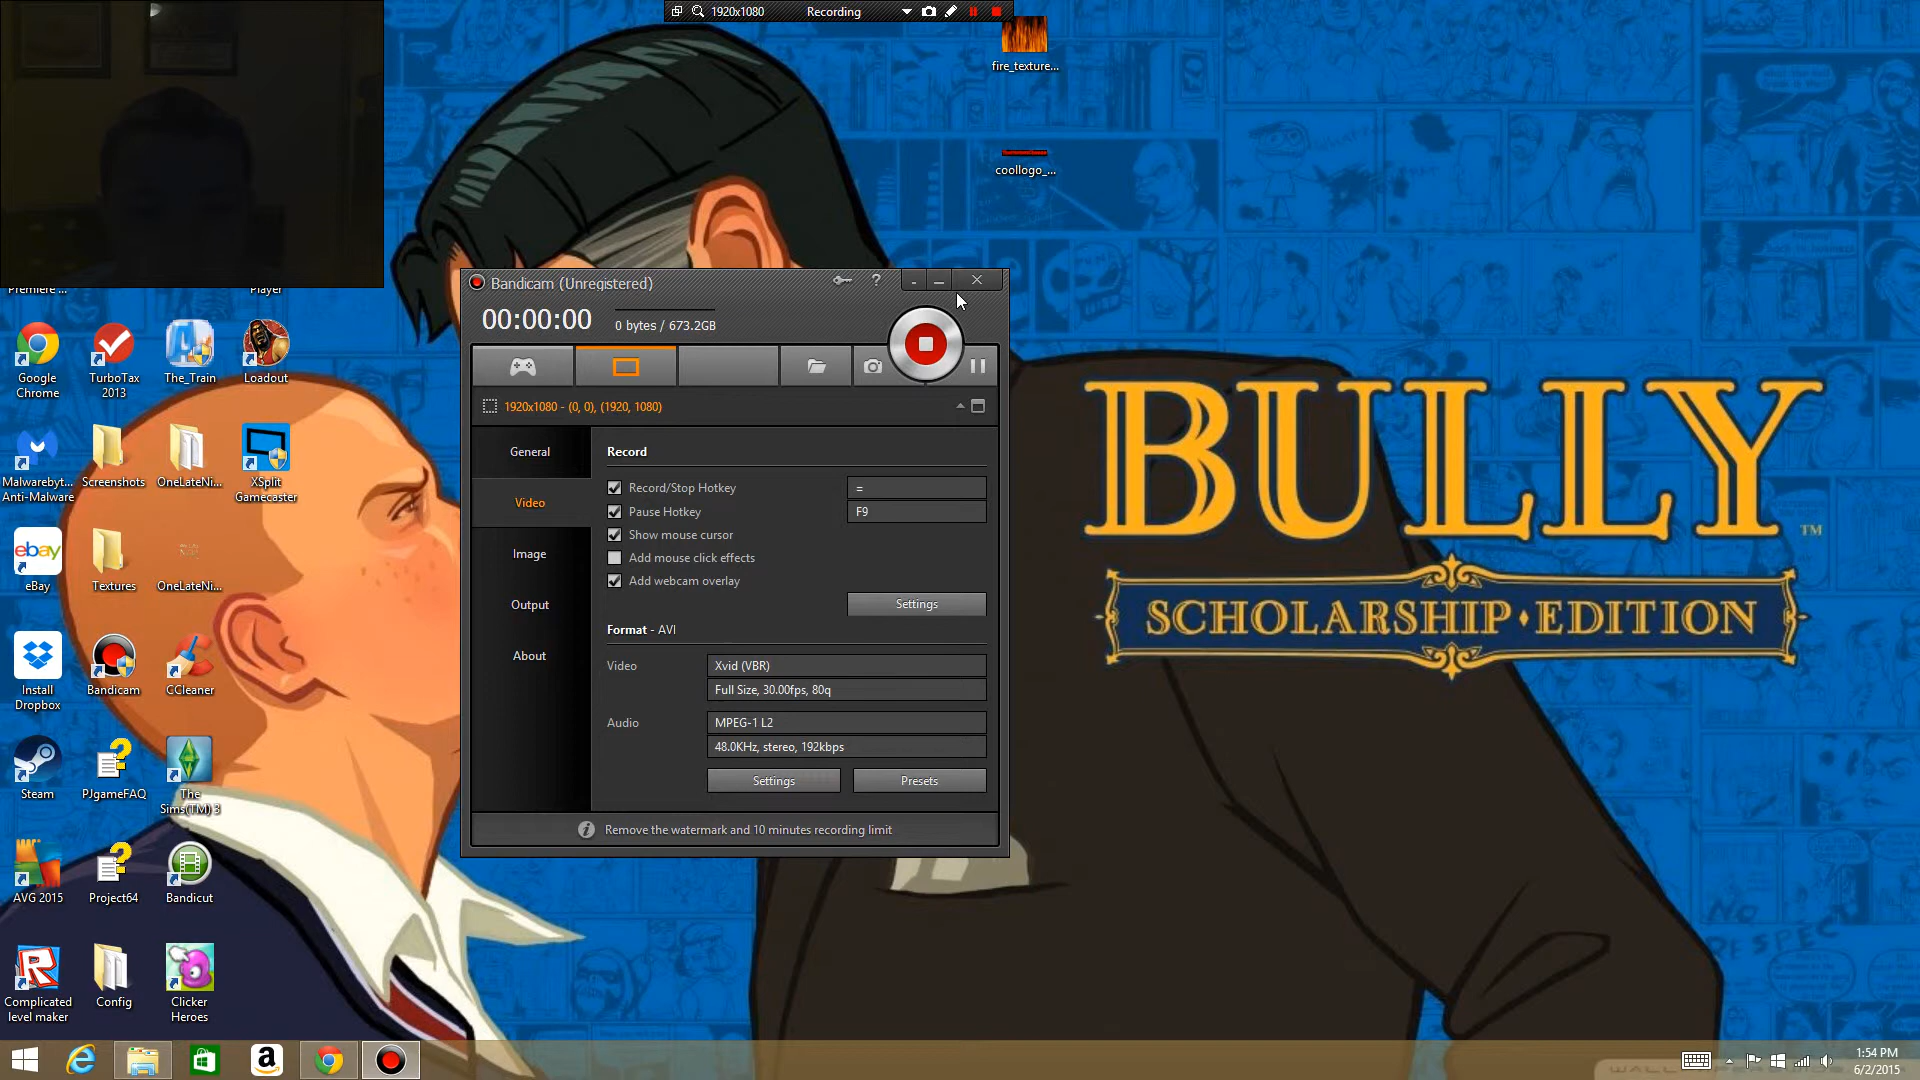 1920x1080 Recording
fire_texture...
coollogo_...
Premiere ...
Player
Google
Chrome
TurboTax
2013
The_Train
Loadout
Malwarebyt...
Anti-Malware
Screenshots
OneLateNi...
XSplit
Gamecaster
ebay
eBay
Textures
OneLateNi...
Install
Dropbox
Bandicam
CCleaner
Steam
PJgameFAQ
The
Sims(TM) 3
AVG 2015
Project64
Bandicut
Complicated
level maker
Config
Clicker
Heroes
Bandicam (Unregistered)
00:00:00
0 bytes / 673.2GB
1920x1080 - (0, 0), (1920, 1080)
General
Video
Image
Output
About
Record
Record/Stop Hotkey =
Pause Hotkey F9
Show mouse cursor
Add mouse click effects
Add webcam overlay
Settings
Format - AVI
Video Xvid (VBR)
Full Size, 30.00fps, 80q
Audio MPEG-1 L2
48.0KHz, stereo, 192kbps
Settings Presets
Remove the watermark and 10 minutes recording limit
BULLY
TM
SCHOLARSHIP♦EDITION
NO
RESPEC
1:54 PM
6/2/2015